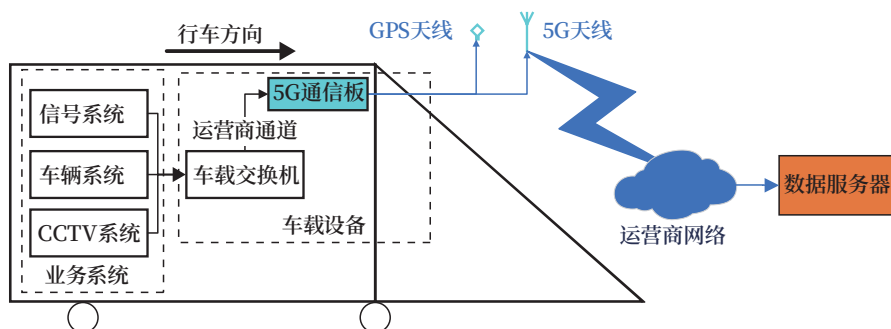 行车方向
GPS天线
5G天线
5G通信板
信号系统
运营商通道
车辆系统
车载交换机
数据服务器
CCTV系统
车载设备
运营商网络
业务系统